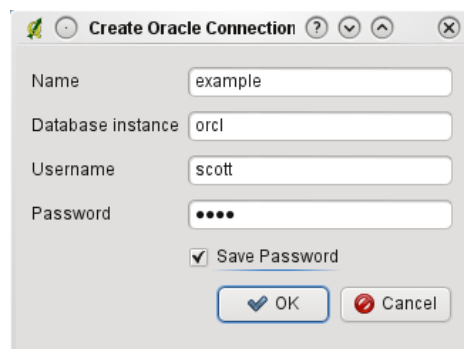 Create Oracle Connection
Name example
Database instance orcl
Username scott
Password ••••
Save Password
OK Cancel